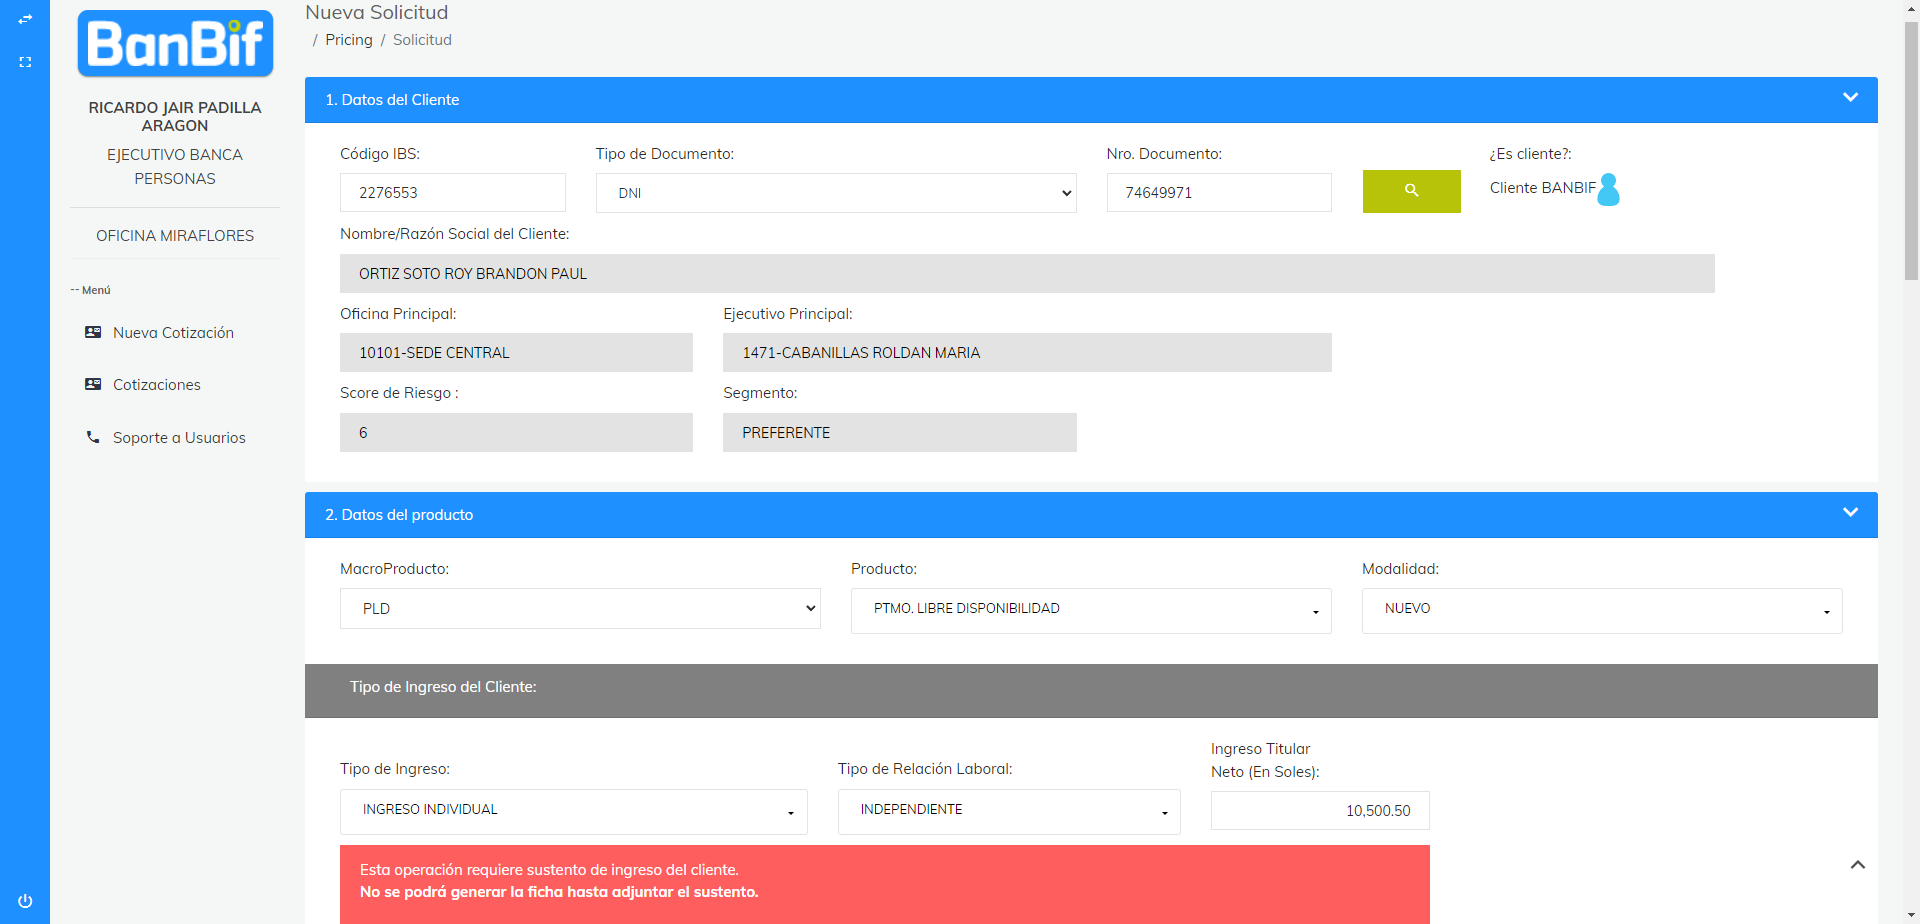 BanBif
RICARDO JAIR PADILLA
ARAGON
EJECUTIVO BANCA
PERSONAS
OFICINA MIRAFLORES
-- Menú
Nueva Cotización
Cotizaciones
Soporte a Usuarios
Nueva Solicitud
/ Pricing / Solicitud
1. Datos del Cliente
Código IBS: Tipo de Documento: Nro. Documento: ¿Es cliente?:
2276553 DNI 74649971 Cliente BANBIF
Nombre/Razón Social del Cliente:
ORTIZ SOTO ROY BRANDON PAUL
Oficina Principal: Ejecutivo Principal:
10101-SEDE CENTRAL 1471-CABANILLAS ROLDAN MARIA
Score de Riesgo : Segmento:
6 PREFERENTE
2. Datos del producto
MacroProducto: Producto: Modalidad:
PLD PTMO. LIBRE DISPONIBILIDAD NUEVO
Tipo de Ingreso del Cliente:
Ingreso Titular
Tipo de Ingreso: Tipo de Relación Laboral: Neto (En Soles):
INGRESO INDIVIDUAL INDEPENDIENTE 10,500.50
Esta operación requiere sustento de ingreso del cliente.
No se podrá generar la ficha hasta adjuntar el sustento.